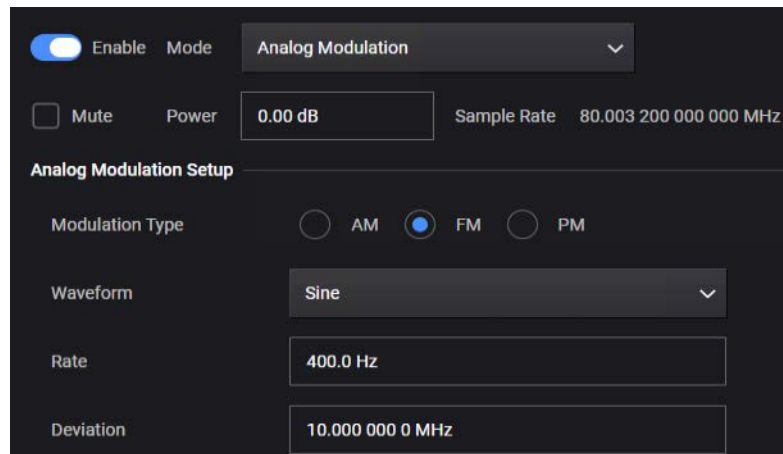 Enable Mode Analog Modulation
Mute Power 0.00 dB Sample Rate 80.003 200 000 000 MHz
Analog Modulation Setup
Modulation Type AM FM PM
Waveform Sine
Rate 400.0 Hz
Deviation 10.000 000 0 MHz